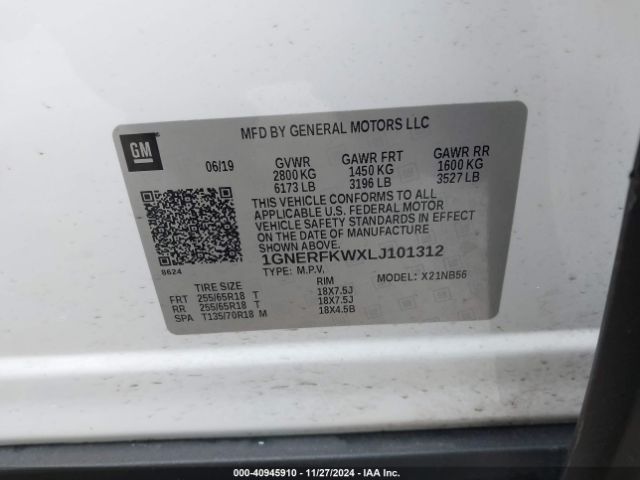 MFD BY GENERAL MOTORS LLC
GM
06/19 GVWR GAWR FRT GAWR RR
2800 KG 1450 KG 1600 KG
6173 LB 3196 LB 3527 LB
THIS VEHICLE CONFORMS TO ALL
APPLICABLE U.S. FEDERAL MOTOR
VEHICLE SAFETY STANDARDS IN EFFECT
ON THE DATE OF MANUFACTURE
SHOWN ABOVE.
1GNERFKWXLJ101312
8624
TYPE: M.P.V. MODEL: X21NB56
TIRE SIZE RIM
FRT 255/65R18 T 18X7.5J
RR 255/65R18 T 18X7.5J
SPA T135/70R18 M 18X4.5B
000-40945910 - 11/27/2024 - IAA Inc.